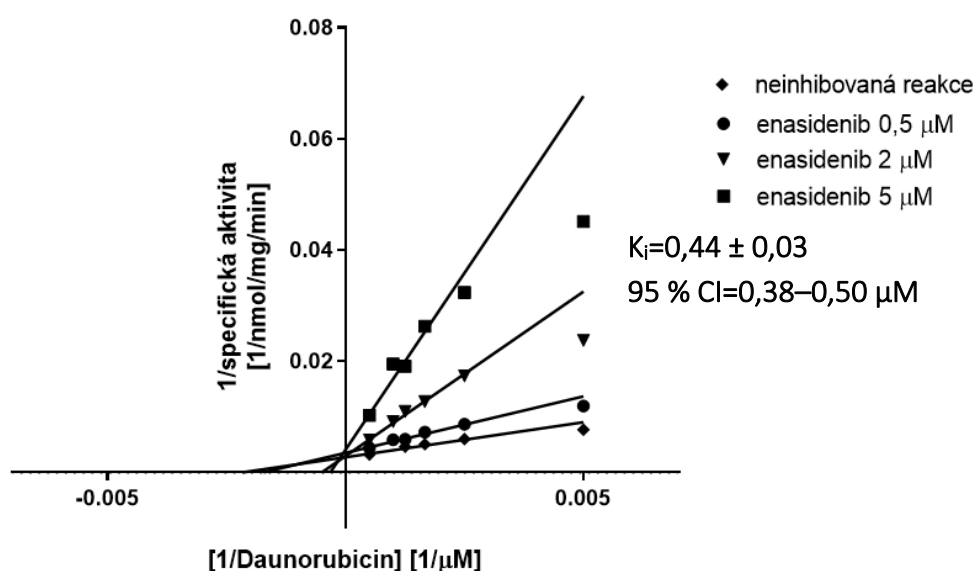 0.08
0.06
0.04
0.02
-0.005
0.005
1/specifická aktivita
[1/nmol/mg/min]
[1/Daunorubicin] [1/μM]
neinhibovaná reakce
enasidenib 0,5 μM
enasidenib 2 μM
enasidenib 5 μM
Kᵢ=0,44 ± 0,03
95 % CI=0,38–0,50 μM